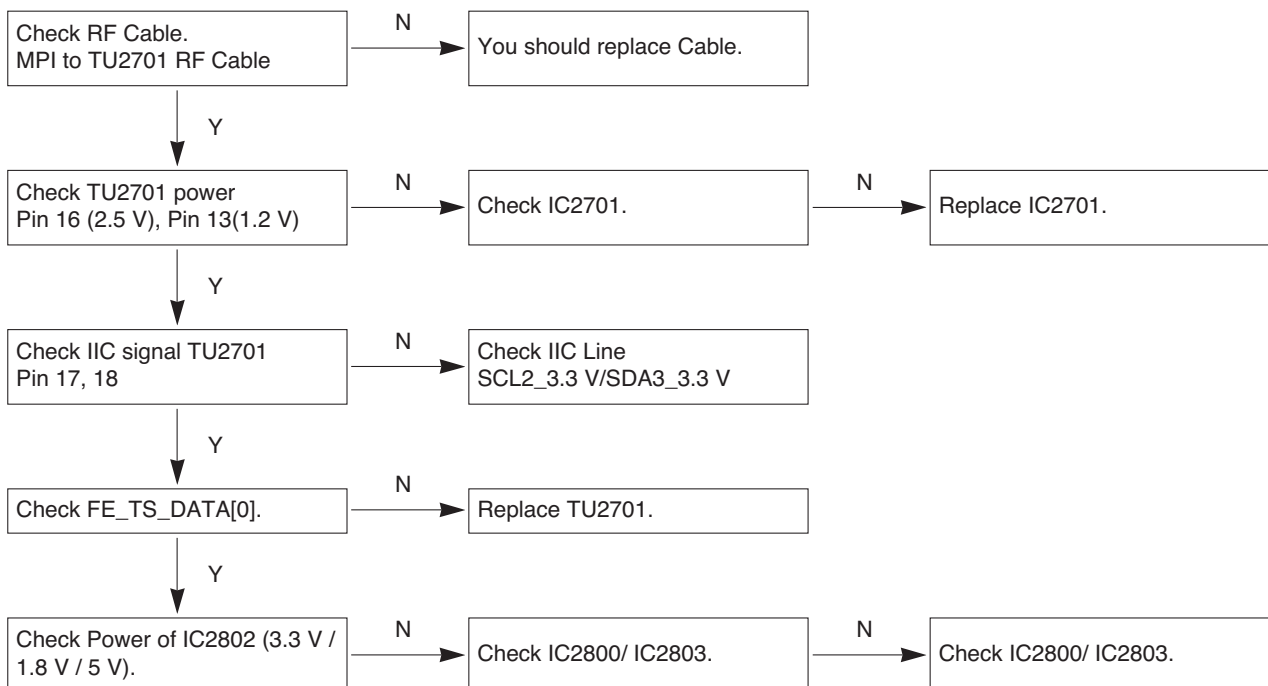 Check RF Cable.
MPI to TU2701 RF Cable
N
You should replace Cable.
Y
Check TU2701 power
Pin 16 (2.5 V), Pin 13(1.2 V)
N
Check IC2701.
N
Replace IC2701.
Y
Check IIC signal TU2701
Pin 17, 18
N
Check IIC Line
SCL2_3.3 V/SDA3_3.3 V
Y
Check FE_TS_DATA[0].
N
Replace TU2701.
Y
Check Power of IC2802 (3.3 V /
1.8 V / 5 V).
N
Check IC2800/ IC2803.
N
Check IC2800/ IC2803.